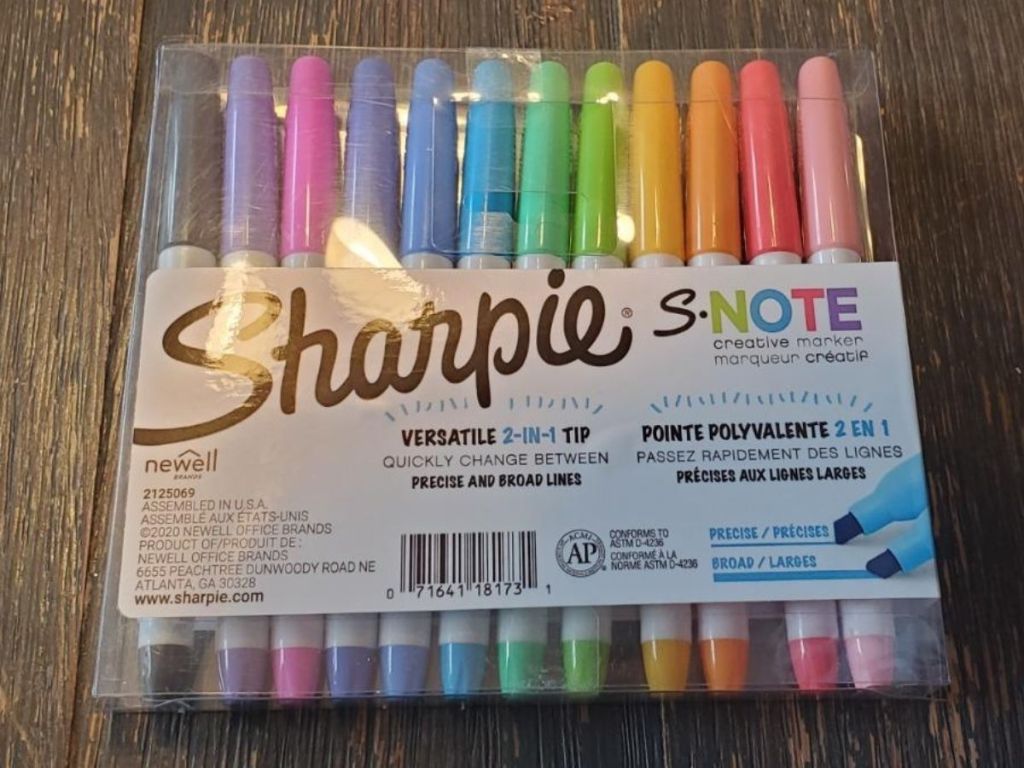 Sharpie®
S·NOTE
creative marker
marqueur créatif
VERSATILE 2-IN-1 TIP
QUICKLY CHANGE BETWEEN
PRECISE AND BROAD LINES
POINTE POLYVALENTE 2 EN 1
PASSEZ RAPIDEMENT DES LIGNES
PRÉCISES AUX LIGNES LARGES
newell
BRANDS
2125069
ASSEMBLED IN U.S.A.
ASSEMBLÉ AUX ÉTATS-UNIS
©2020 NEWELL OFFICE BRANDS
PRODUCT OF/PRODUIT DE :
NEWELL OFFICE BRANDS
6655 PEACHTREE DUNWOODY ROAD NE
ATLANTA, GA 30328
www.sharpie.com
0 71641 18173 1
ACMI
AP
CONFORMS TO
ASTM D-4236
CONFORME À LA
NORME ASTM D-4236
PRECISE / PRÉCISES
BROAD / LARGES